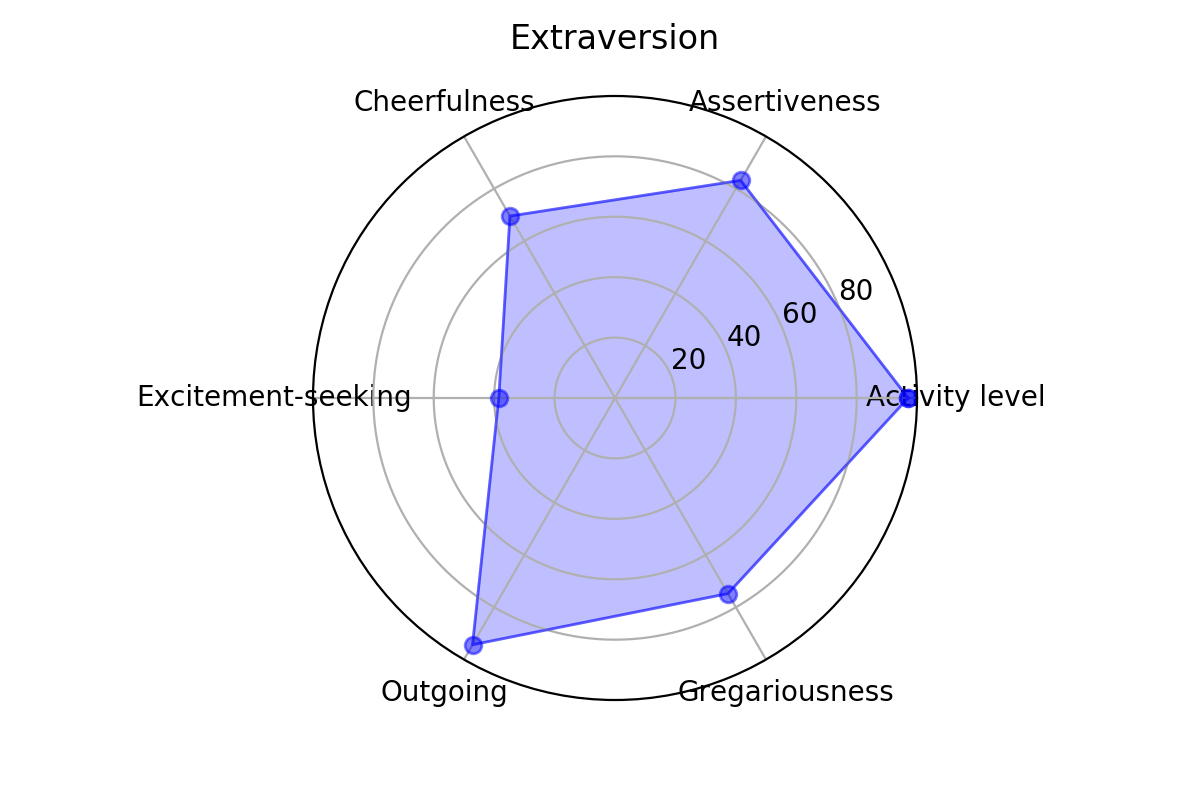 Extraversion
Cheerfulness
Assertiveness
80
60
40
20
Excitement-seeking
Activity level
Outgoing
Gregariousness